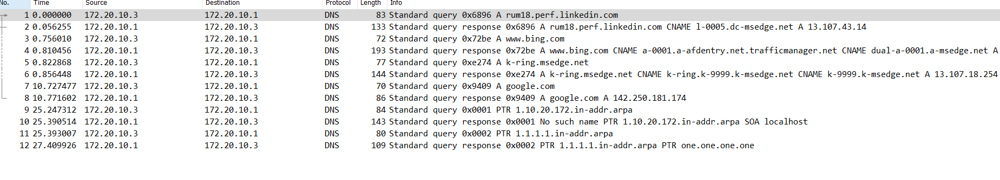 No. Time Source Destination Protocol Length Info
1 0.000000 172.20.10.3 172.20.10.1 DNS 83 Standard query 0x6896 A rum18.perf.linkedin.com
2 0.056255 172.20.10.1 172.20.10.3 DNS 133 Standard query response 0x6896 A rum18.perf.linkedin.com CNAME l-0005.dc-msedge.net A 13.107.43.14
3 0.756010 172.20.10.3 172.20.10.1 DNS 72 Standard query 0x72be A www.bing.com
4 0.810456 172.20.10.1 172.20.10.3 DNS 193 Standard query response 0x72be A www.bing.com CNAME a-0001.a-afdentry.net.trafficmanager.net CNAME dual-a-0001.a-msedge.net A
5 0.822868 172.20.10.3 172.20.10.1 DNS 77 Standard query 0xe274 A k-ring.msedge.net
6 0.856448 172.20.10.1 172.20.10.3 DNS 144 Standard query response 0xe274 A k-ring.msedge.net CNAME k-ring.k-9999.k-msedge.net CNAME k-9999.k-msedge.net A 13.107.18.254
7 10.727477 172.20.10.3 172.20.10.1 DNS 70 Standard query 0x9409 A google.com
8 10.771602 172.20.10.1 172.20.10.3 DNS 86 Standard query response 0x9409 A google.com A 142.250.181.174
9 25.247312 172.20.10.3 172.20.10.1 DNS 84 Standard query 0x0001 PTR 1.10.20.172.in-addr.arpa
10 25.390514 172.20.10.1 172.20.10.3 DNS 143 Standard query response 0x0001 No such name PTR 1.10.20.172.in-addr.arpa SOA localhost
11 25.393007 172.20.10.3 172.20.10.1 DNS 80 Standard query 0x0002 PTR 1.1.1.1.in-addr.arpa
12 27.409926 172.20.10.1 172.20.10.3 DNS 109 Standard query response 0x0002 PTR 1.1.1.1.in-addr.arpa PTR one.one.one.one